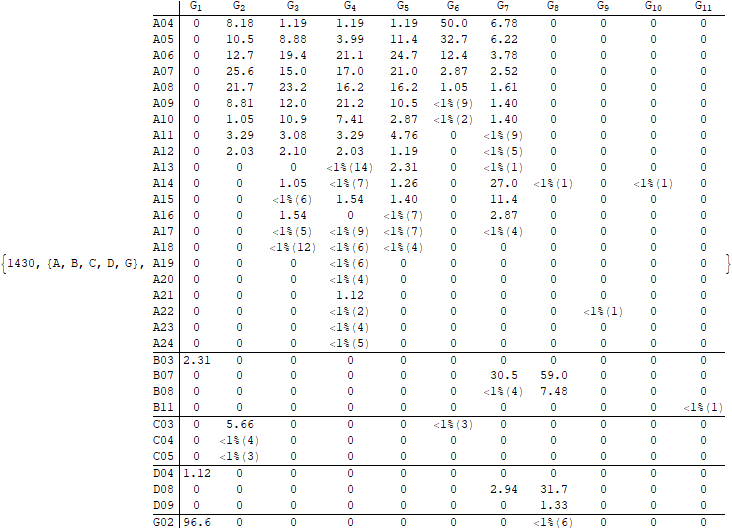 G1 G2 G3 G4 G5 G6 G7 G8 G9 G10 G11
A04 0 8.18 1.19 1.19 1.19 50.0 6.78 0 0 0 0
A05 0 10.5 8.88 3.99 11.4 32.7 6.22 0 0 0 0
A06 0 12.7 19.4 21.1 24.7 12.4 3.78 0 0 0 0
A07 0 25.6 15.0 17.0 21.0 2.87 2.52 0 0 0 0
A08 0 21.7 23.2 16.2 16.2 1.05 1.61 0 0 0 0
A09 0 8.81 12.0 21.2 10.5 <1%(9) 1.40 0 0 0 0
A10 0 1.05 10.9 7.41 2.87 <1%(2) 1.40 0 0 0 0
A11 0 3.29 3.08 3.29 4.76 0 <1%(9) 0 0 0 0
A12 0 2.03 2.10 2.03 1.19 0 <1%(5) 0 0 0 0
A13 0 0 0 <1%(14) 2.31 0 <1%(1) 0 0 0 0
A14 0 0 1.05 <1%(7) 1.26 0 27.0 <1%(1) 0 <1%(1) 0
A15 0 0 <1%(6) 1.54 1.40 0 11.4 0 0 0 0
A16 0 0 1.54 0 <1%(7) 0 2.87 0 0 0 0
A17 0 0 <1%(5) <1%(9) <1%(7) 0 <1%(4) 0 0 0 0
A18 0 0 <1%(12) <1%(6) <1%(4) 0 0 0 0 0 0
{1430, {A, B, C, D, G}, A19 0 0 0 <1%(6) 0 0 0 0 0 0 0 }
A20 0 0 0 <1%(4) 0 0 0 0 0 0 0
A21 0 0 0 1.12 0 0 0 0 0 0 0
A22 0 0 0 <1%(2) 0 0 0 0 <1%(1) 0 0
A23 0 0 0 <1%(4) 0 0 0 0 0 0 0
A24 0 0 0 <1%(5) 0 0 0 0 0 0 0
B03 2.31 0 0 0 0 0 0 0 0 0 0
B07 0 0 0 0 0 0 30.5 59.0 0 0 0
B08 0 0 0 0 0 0 <1%(4) 7.48 0 0 0
B11 0 0 0 0 0 0 0 0 0 0 <1%(1)
C03 0 5.66 0 0 0 <1%(3) 0 0 0 0 0
C04 0 <1%(4) 0 0 0 0 0 0 0 0 0
C05 0 <1%(3) 0 0 0 0 0 0 0 0 0
D04 1.12 0 0 0 0 0 0 0 0 0 0
D08 0 0 0 0 0 0 2.94 31.7 0 0 0
D09 0 0 0 0 0 0 0 1.33 0 0 0
G02 96.6 0 0 0 0 0 0 <1%(6) 0 0 0